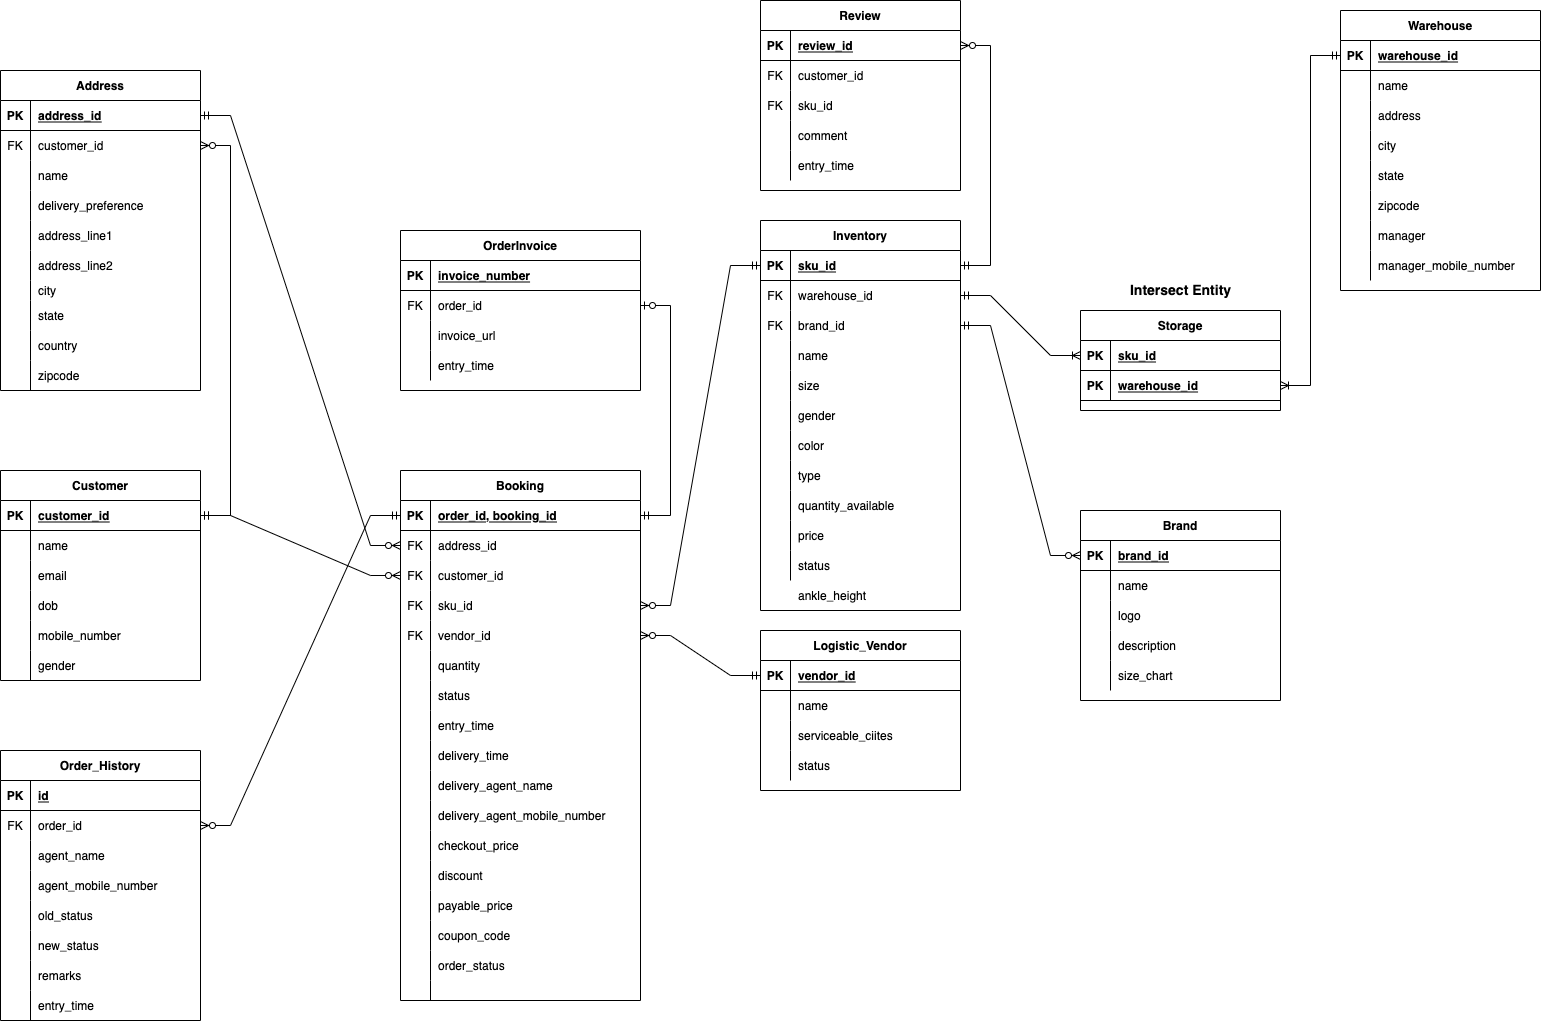 Address
PK address_id
FK customer_id
name
delivery_preference
address_line1
address_line2
city
state
country
zipcode
Customer
PK customer_id
name
email
dob
mobile_number
gender
Order_History
PK id
FK order_id
agent_name
agent_mobile_number
old_status
new_status
remarks
entry_time
OrderInvoice
PK invoice_number
FK order_id
invoice_url
entry_time
Booking
PK order_id, booking_id
FK address_id
FK customer_id
FK sku_id
FK vendor_id
quantity
status
entry_time
delivery_time
delivery_agent_name
delivery_agent_mobile_number
checkout_price
discount
payable_price
coupon_code
order_status
Review
PK review_id
FK customer_id
FK sku_id
comment
entry_time
Inventory
PK sku_id
FK warehouse_id
FK brand_id
name
size
gender
color
type
quantity_available
price
status
ankle_height
Logistic_Vendor
PK vendor_id
name
serviceable_ciites
status
Intersect Entity
Storage
PK sku_id
PK warehouse_id
Brand
PK brand_id
name
logo
description
size_chart
Warehouse
PK warehouse_id
name
address
city
state
zipcode
manager
manager_mobile_number